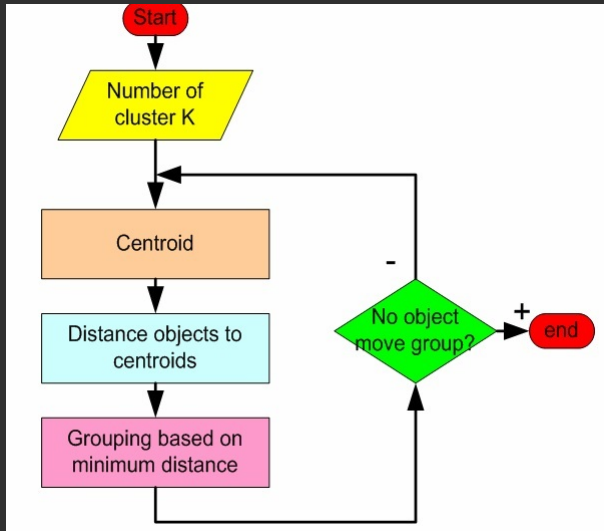 Start
Number of
cluster K
Centroid
Distance objects to
centroids
Grouping based on
minimum distance
-
No object
move group?
+
end